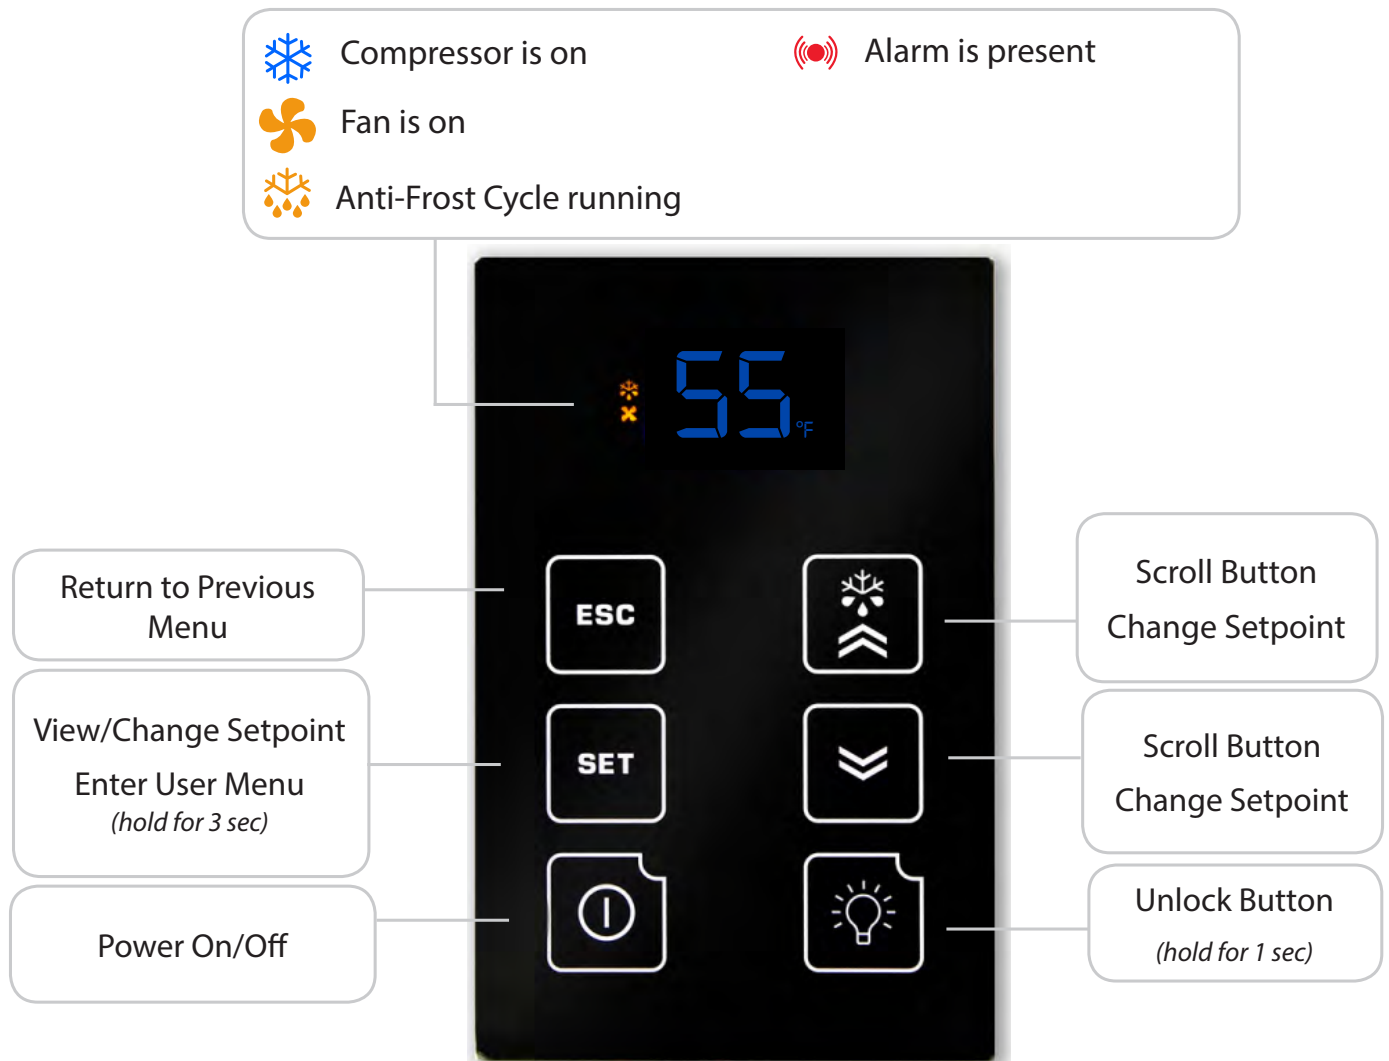 Compressor is on
Alarm is present
Fan is on
Anti-Frost Cycle running
55 °F
Return to Previous
Menu
ESC
Scroll Button
Change Setpoint
View/Change Setpoint
Enter User Menu
(hold for 3 sec)
SET
Scroll Button
Change Setpoint
Power On/Off
Unlock Button
(hold for 1 sec)